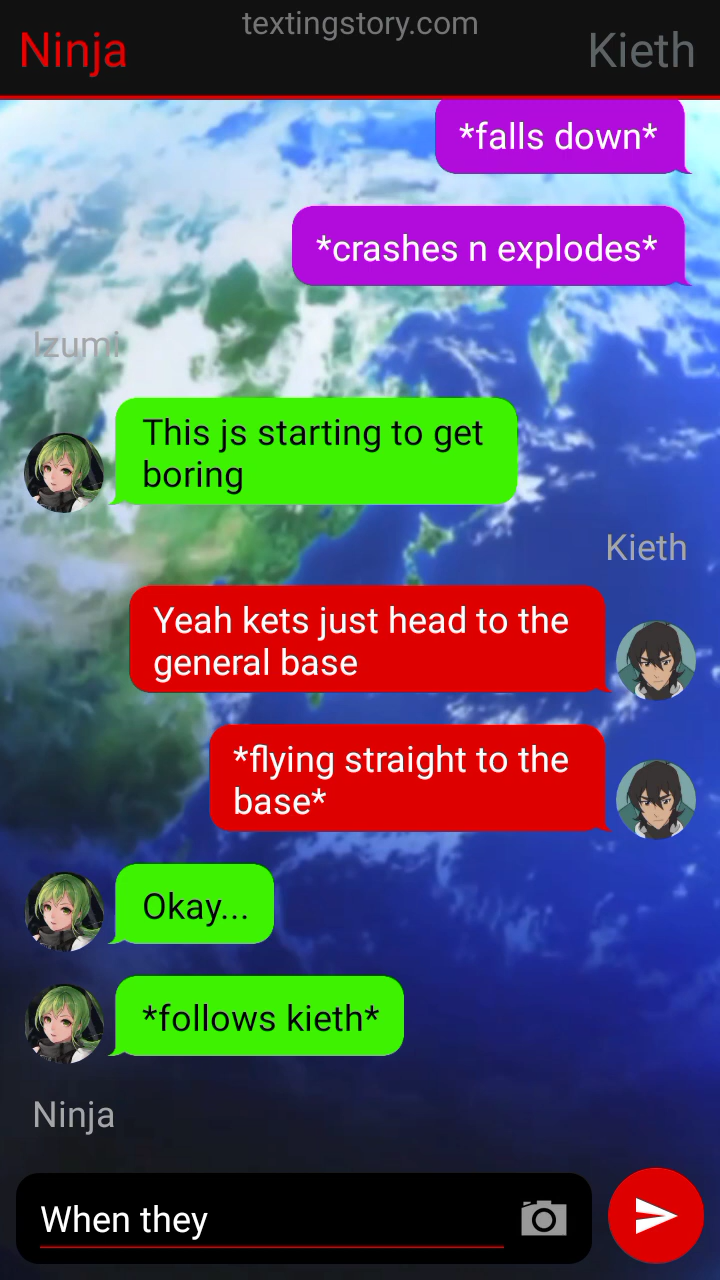 textingstory.com
Ninja
Kieth
*falls down*
*crashes n explodes*
Izumi
This js starting to get
boring
Kieth
Yeah kets just head to the
general base
*flying straight to the
base*
Okay...
*follows kieth*
Ninja
When they